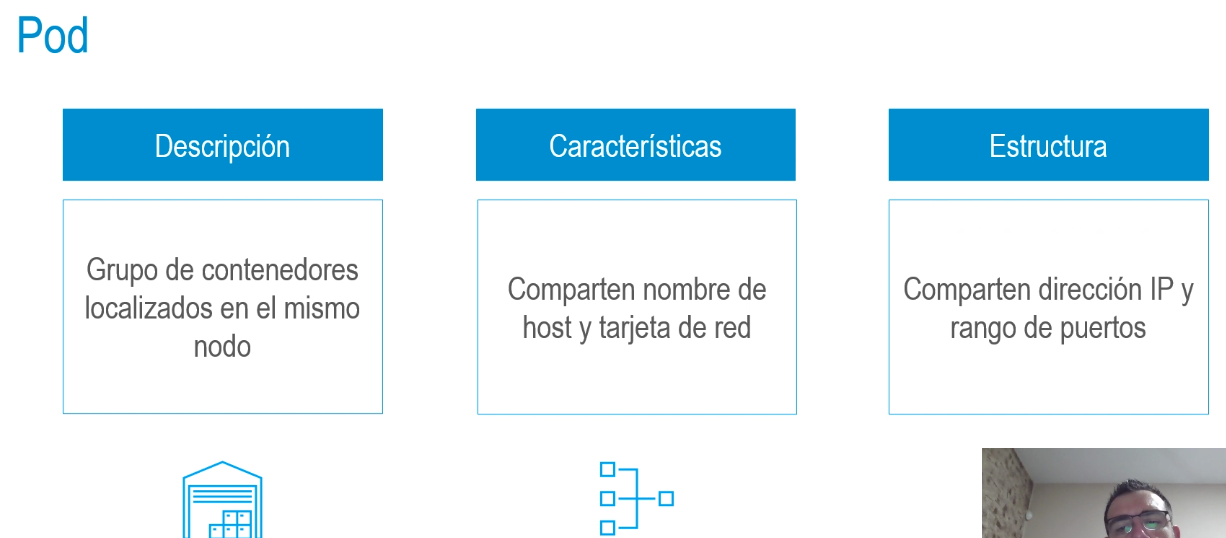 Pod
Descripción
Grupo de contenedores
localizados en el mismo
nodo
Características
Comparten nombre de
host y tarjeta de red
Estructura
Comparten dirección IP y
rango de puertos